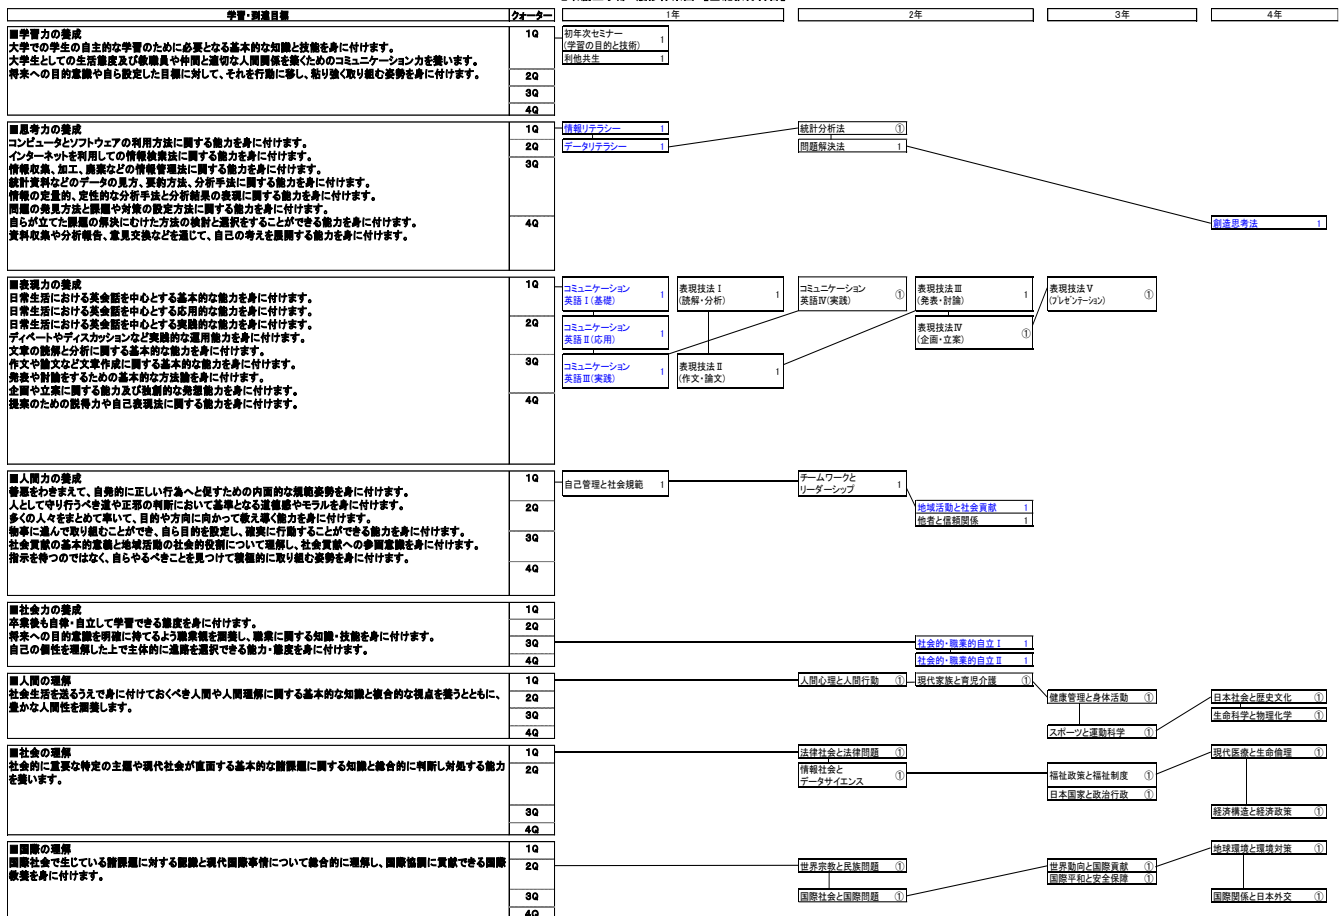 学習・到達目標 クォーター 1年 2年 3年 4年
■学習力の養成
大学での学生の自主的な学習のために必要となる基本的な知識と技能を身に付けます。
大学生としての生活態度及び教職員や仲間と適切な人間関係を築くためのコミュニケーション力を養います。
将来への目的意識や自ら設定した目標に対して、それを行動に移し、粘り強く取り組む姿勢を身に付けます。
1Q
2Q
3Q
4Q
初年次セミナー
(学習の目的と技術) 1
利他共生 1
■思考力の養成
コンピュータとソフトウェアの利用方法に関する能力を身に付けます。
インターネットを利用しての情報検索法に関する能力を身に付けます。
情報収集、加工、廃棄などの情報管理法に関する能力を身に付けます。
統計資料などのデータの見方、要約方法、分析手法に関する能力を身に付けます。
情報の定量的、定性的な分析手法と分析結果の表現に関する能力を身に付けます。
問題の発見方法と課題や対策の設定方法に関する能力を身に付けます。
自らが立てた課題の解決にむけた方法の検討と選択をすることができる能力を身に付けます。
資料収集や分析報告、意見交換などを通じて、自己の考えを展開する能力を身に付けます。
1Q
2Q
3Q
4Q
情報リテラシー 1
データリテラシー 1
統計分析法 ①
問題解決法 1
創造思考法 1
■表現力の養成
日常生活における英会話を中心とする基本的な能力を身に付けます。
日常生活における英会話を中心とする応用的な能力を身に付けます。
日常生活における英会話を中心とする実践的な能力を身に付けます。
ディベートやディスカッションなど実践的な運用能力を身に付けます。
文章の読解と分析に関する基本的な能力を身に付けます。
作文や論文など文章作成に関する基本的な能力を身に付けます。
発表や討論をするための基本的な方法論を身に付けます。
企画や立案に関する能力及び独創的な発想能力を身に付けます。
提案のための説得力や自己表現法に関する能力を身に付けます。
1Q
2Q
3Q
4Q
コミュニケーション
英語Ⅰ(基礎) 1
コミュニケーション
英語Ⅱ(応用) 1
コミュニケーション
英語Ⅲ(実践) 1
表現技法Ⅰ
(読解・分析) 1
表現技法Ⅱ
(作文・論文) 1
コミュニケーション
英語Ⅳ(実践) ①
表現技法Ⅲ
(発表・討論) 1
表現技法Ⅳ
(企画・立案) ①
表現技法Ⅴ
(プレゼンテーション) ①
■人間力の養成
善悪をわきまえて、自発的に正しい行為へと促すための内面的な規範姿勢を身に付けます。
人として守り行うべき道や正邪の判断において基準となる道徳感やモラルを身に付けます。
多くの人々をまとめて率いて、目的や方向に向かって教え導く能力を身に付けます。
物事に進んで取り組むことができ、自ら目的を設定し、確実に行動することができる能力を身に付けます。
社会貢献の基本的意義と地域活動の社会的役割について理解し、社会貢献への参画意識を身に付けます。
指示を待つのではなく、自らやるべきことを見つけて積極的に取り組む姿勢を身に付けます。
1Q
2Q
3Q
4Q
自己管理と社会規範 1
チームワークと
リーダーシップ 1
地域活動と社会貢献 1
他者と信頼関係 1
■社会力の養成
卒業後も自律・自立して学習できる態度を身に付けます。
将来への目的意識を明確に持てるよう職業観を涵養し、職業に関する知識・技能を身に付けます。
自己の個性を理解した上で主体的に進路を選択できる能力・態度を身に付けます。
1Q
2Q
3Q
4Q
社会的・職業的自立Ⅰ 1
社会的・職業的自立Ⅱ 1
■人間の理解
社会生活を送るうえで身に付けておくべき人間や人間理解に関する基本的な知識と複合的な視点を養うとともに、
豊かな人間性を涵養します。
1Q
2Q
3Q
4Q
人間心理と人間行動 ①
現代家族と育児介護 ①
健康管理と身体活動 ①
スポーツと運動科学 ①
日本社会と歴史文化 ①
生命科学と物理化学 ①
■社会の理解
社会的に重要な特定の主題や現代社会が直面する基本的な諸課題に関する知識と総合的に判断し対処する能力
を養います。
1Q
2Q
3Q
4Q
法律社会と法律問題 ①
情報社会と
データサイエンス ①
福祉政策と福祉制度 ①
日本国家と政治行政 ①
現代医療と生命倫理 ①
経済構造と経済政策 ①
■国際の理解
国際社会で生じている諸課題に対する認識と現代国際事情について総合的に理解し、国際協調に貢献できる国際
教養を身に付けます。
1Q
2Q
3Q
4Q
世界宗教と民族問題 ①
国際社会と国際問題 ①
世界動向と国際貢献 ①
国際平和と安全保障 ①
地球環境と環境対策 ①
国際関係と日本外交 ①